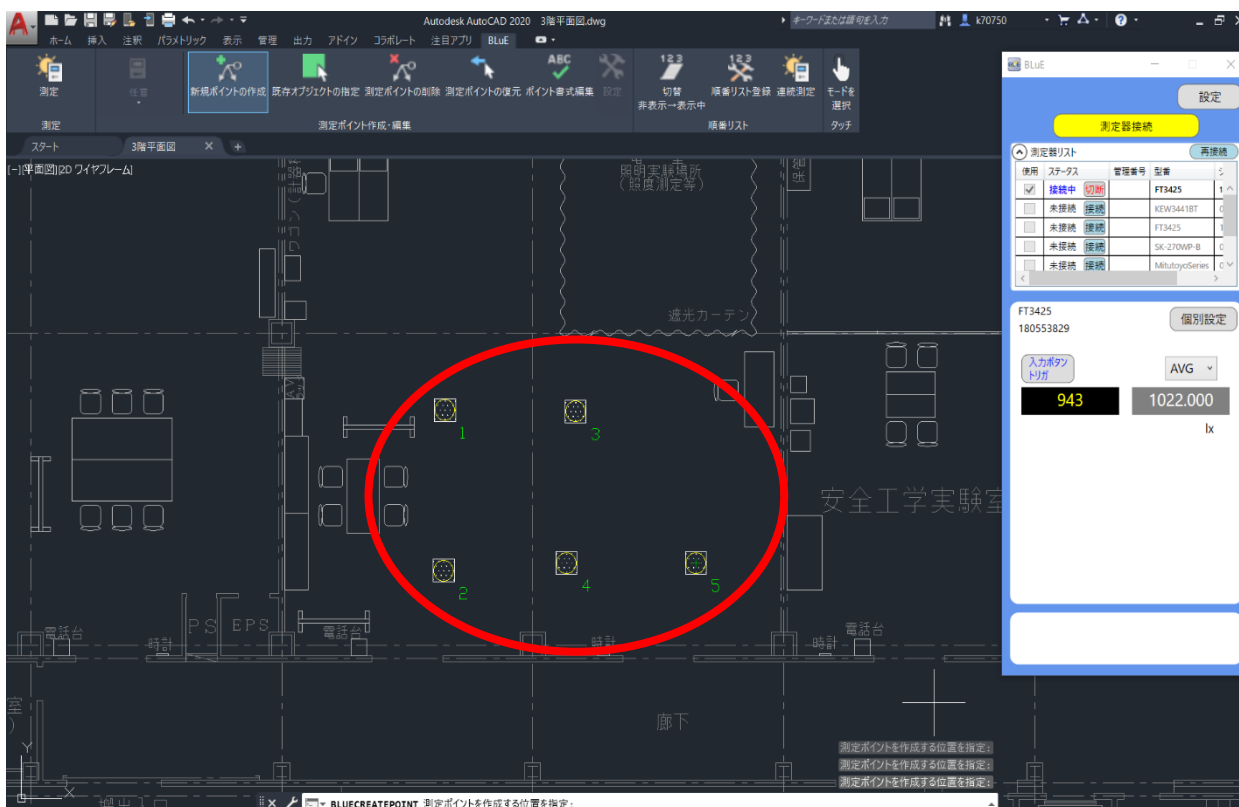 Autodesk AutoCAD 2020 3階平面図.dwg
キーワードまたは語句を入力
k70750
ホーム 挿入 注釈 パラメトリック 表示 管理 出力 アドイン コラボレート 注目アプリ BLuE
測定
任意
新規ポイントの作成
既存オブジェクトの指定
測定ポイントの削除
測定ポイントの復元
ABC
ポイント書式編集
設定
123
切替
非表示→表示中
123
順番リスト登録
連続測定
モードを
選択
測定
測定ポイント作成・編集
順番リスト
タッチ
スタート
3階平面図
[-][平面図][2D ワイヤフレーム]
照明実験場所
(照度測定等)
遮光カーテン
1
3
2
4
5
安全工学実験室
PS EPS
電話台
時計
電話台
時計
時計
電話台
廊下
Y
X
搬出入口
測定ポイントを作成する位置を指定:
測定ポイントを作成する位置を指定:
測定ポイントを作成する位置を指定:
BLUECREATEPOINT 測定ポイントを作成する位置を指定:
BLuE
設定
測定器接続
測定器リスト
再接続
使用 ステータス 管理番号 型番
接続中 切断 FT3425
未接続 接続 KEW3441BT
未接続 接続 FT3425
未接続 接続 SK-270WP-B
未接続 接続 MitutoyoSeries
FT3425
180553829
個別設定
入力ボタン
トリガ
AVG
943
1022.000
lx